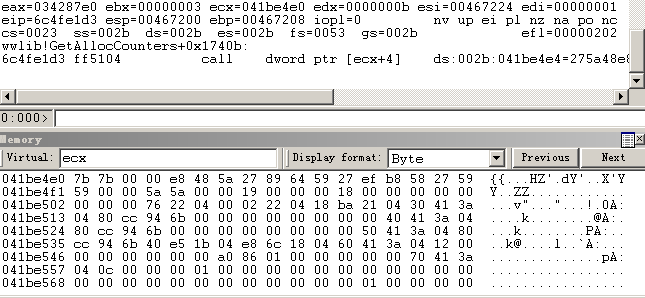 eax=034287e0 ebx=00000003 ecx=041be4e0 edx=0000000b esi=00467224 edi=00000001
eip=6c4fe1d3 esp=00467200 ebp=00467208 iopl=0 nv up ei pl nz na po nc
cs=0023 ss=002b ds=002b es=002b fs=0053 gs=002b efl=00000202
wwlib!GetAllocCounters+0x1740b:
6c4fe1d3 ff5104 call dword ptr [ecx+4] ds:002b:041be4e4=275a48e8
0:000>
Memory
Virtual: ecx Display format: Byte Previous Next
041be4e0 7b 7b 00 00 e8 48 5a 27 89 64 59 27 ef b8 58 27 59 {{...HZ'.dY'..X'Y
041be4f1 59 00 00 5a 5a 00 00 19 00 00 00 18 00 00 00 00 00 Y..ZZ............
041be502 00 00 00 76 22 04 00 02 22 04 18 ba 21 04 30 41 3a ...v"..."...!.0A:
041be513 04 80 cc 94 6b 00 00 00 00 00 00 00 00 40 41 3a 04 ....k........@A:.
041be524 80 cc 94 6b 00 00 00 00 00 00 00 00 50 41 3a 04 80 ...k........PA:..
041be535 cc 94 6b 40 e5 1b 04 e8 6c 18 04 60 41 3a 04 12 00 ..k@....l..`A:...
041be546 00 00 00 00 00 00 a0 86 01 00 00 00 00 00 70 41 3a ..............pA:
041be557 04 0c 00 00 00 01 00 00 00 00 00 00 00 00 00 00 00 .................
041be568 00 00 00 00 00 00 00 00 00 00 00 00 01 00 00 00 00 .................